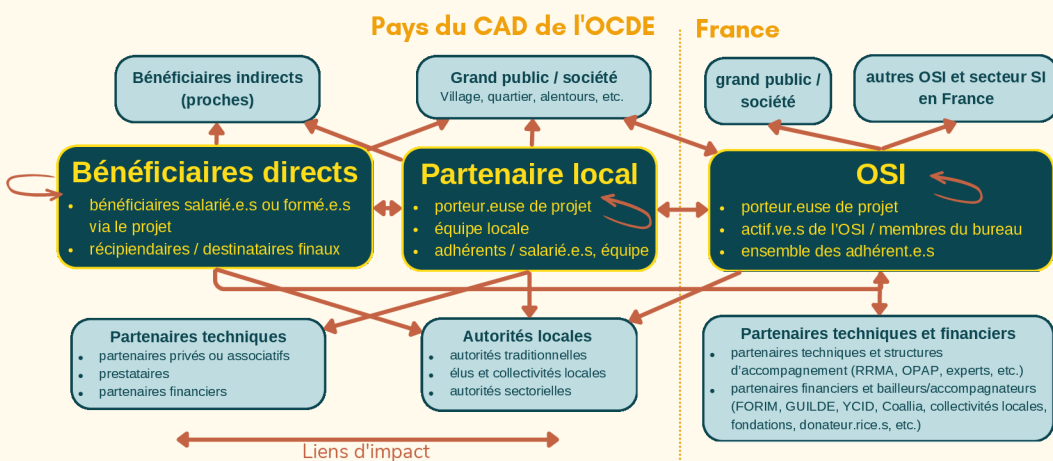 Pays du CAD de l'OCDE
France
Bénéficiaires indirects
(proches)
Grand public / société
Village, quartier, alentours, etc.
grand public /
société
autres OSI et secteur SI
en France
Bénéficiaires directs
• bénéficiaires salarié.e.s ou formé.e.s
via le projet
• récipiendaires / destinataires finaux
Partenaire local
• porteur.euse de projet
• équipe locale
• adhérents / salarié.e.s, équipe
OSI
• porteur.euse de projet
• actif.ve.s de l'OSI / membres du bureau
• ensemble des adhérent.e.s
Partenaires techniques
• partenaires privés ou associatifs
• prestataires
• partenaires financiers
Autorités locales
• autorités traditionnelles
• élus et collectivités locales
• autorités sectorielles
Partenaires techniques et financiers
• partenaires techniques et structures
d'accompagnement (RRMA, OPAP, experts, etc.)
• partenaires financiers et bailleurs/accompagnateurs
(FORIM, GUILDE, YCID, Coallia, collectivités locales,
fondations, donateur.rice.s, etc.)
Liens d'impact